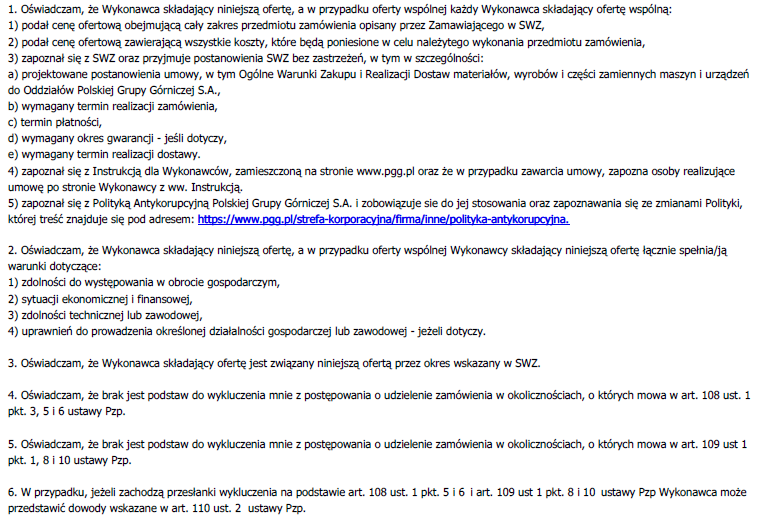 1. Oświadczam, że Wykonawca składający niniejszą ofertę, a w przypadku oferty wspólnej każdy Wykonawca składający ofertę wspólną:
1) podał cenę ofertową obejmującą cały zakres przedmiotu zamówienia opisany przez Zamawiającego w SWZ,
2) podał cenę ofertową zawierającą wszystkie koszty, które będą poniesione w celu należytego wykonania przedmiotu zamówienia,
3) zapoznał się z SWZ oraz przyjmuje postanowienia SWZ bez zastrzeżeń, w tym w szczególności:
a) projektowane postanowienia umowy, w tym Ogólne Warunki Zakupu i Realizacji Dostaw materiałów, wyrobów i części zamiennych maszyn i urządzeń
do Oddziałów Polskiej Grupy Górniczej S.A.,
b) wymagany termin realizacji zamówienia,
c) termin płatności,
d) wymagany okres gwarancji - jeśli dotyczy,
e) wymagany termin realizacji dostawy.
4) zapoznał się z Instrukcją dla Wykonawców, zamieszczoną na stronie www.pgg.pl oraz że w przypadku zawarcia umowy, zapozna osoby realizujące
umowę po stronie Wykonawcy z ww. Instrukcją.
5) zapoznał się z Polityką Antykorupcyjną Polskiej Grupy Górniczej S.A. i zobowiązuje sie do jej stosowania oraz zapoznawania się ze zmianami Polityki,
której treść znajduje się pod adresem: https://www.pgg.pl/strefa-korporacyjna/firma/inne/polityka-antykorupcyjna.
2. Oświadczam, że Wykonawca składający niniejszą ofertę, a w przypadku oferty wspólnej Wykonawcy składający niniejszą ofertę łącznie spełnia/ją
warunki dotyczące:
1) zdolności do występowania w obrocie gospodarczym,
2) sytuacji ekonomicznej i finansowej,
3) zdolności technicznej lub zawodowej,
4) uprawnień do prowadzenia określonej działalności gospodarczej lub zawodowej - jeżeli dotyczy.
3. Oświadczam, że Wykonawca składający ofertę jest związany niniejszą ofertą przez okres wskazany w SWZ.
4. Oświadczam, że brak jest podstaw do wykluczenia mnie z postępowania o udzielenie zamówienia w okolicznościach, o których mowa w art. 108 ust. 1
pkt. 3, 5 i 6 ustawy Pzp.
5. Oświadczam, że brak jest podstaw do wykluczenia mnie z postępowania o udzielenie zamówienia w okolicznościach, o których mowa w art. 109 ust 1
pkt. 1, 8 i 10 ustawy Pzp.
6. W przypadku, jeżeli zachodzą przesłanki wykluczenia na podstawie art. 108 ust. 1 pkt. 5 i 6 i art. 109 ust 1 pkt. 8 i 10 ustawy Pzp Wykonawca może
przedstawić dowody wskazane w art. 110 ust. 2 ustawy Pzp.